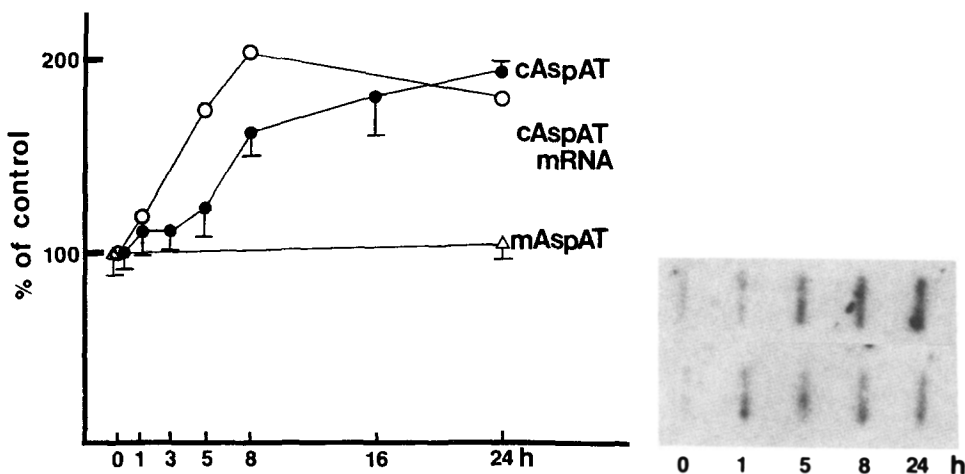 % of control
200
100
cAspAT
cAspAT
mRNA
mAspAT
0 1 3 5 8 16 24 h
0 1 5 8 24 h